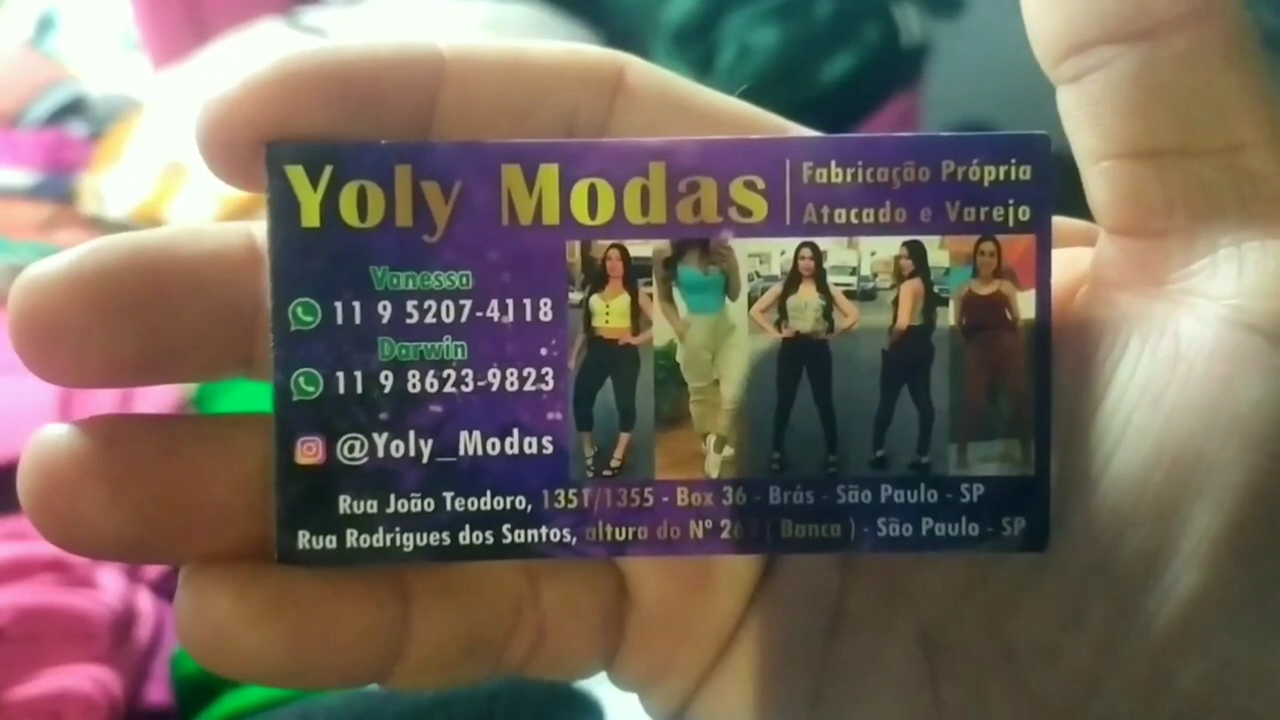 Yoly Modas
Fabricação Própria
Atacado e Varejo
Vanessa
11 9 5207-4118
Darwin
11 9 8623-9823
@Yoly_Modas
Rua João Teodoro, 1351/1355 - Box 36 - Brás - São Paulo - SP
Rua Rodrigues dos Santos, altura do Nº ( Banca ) - São Paulo - SP